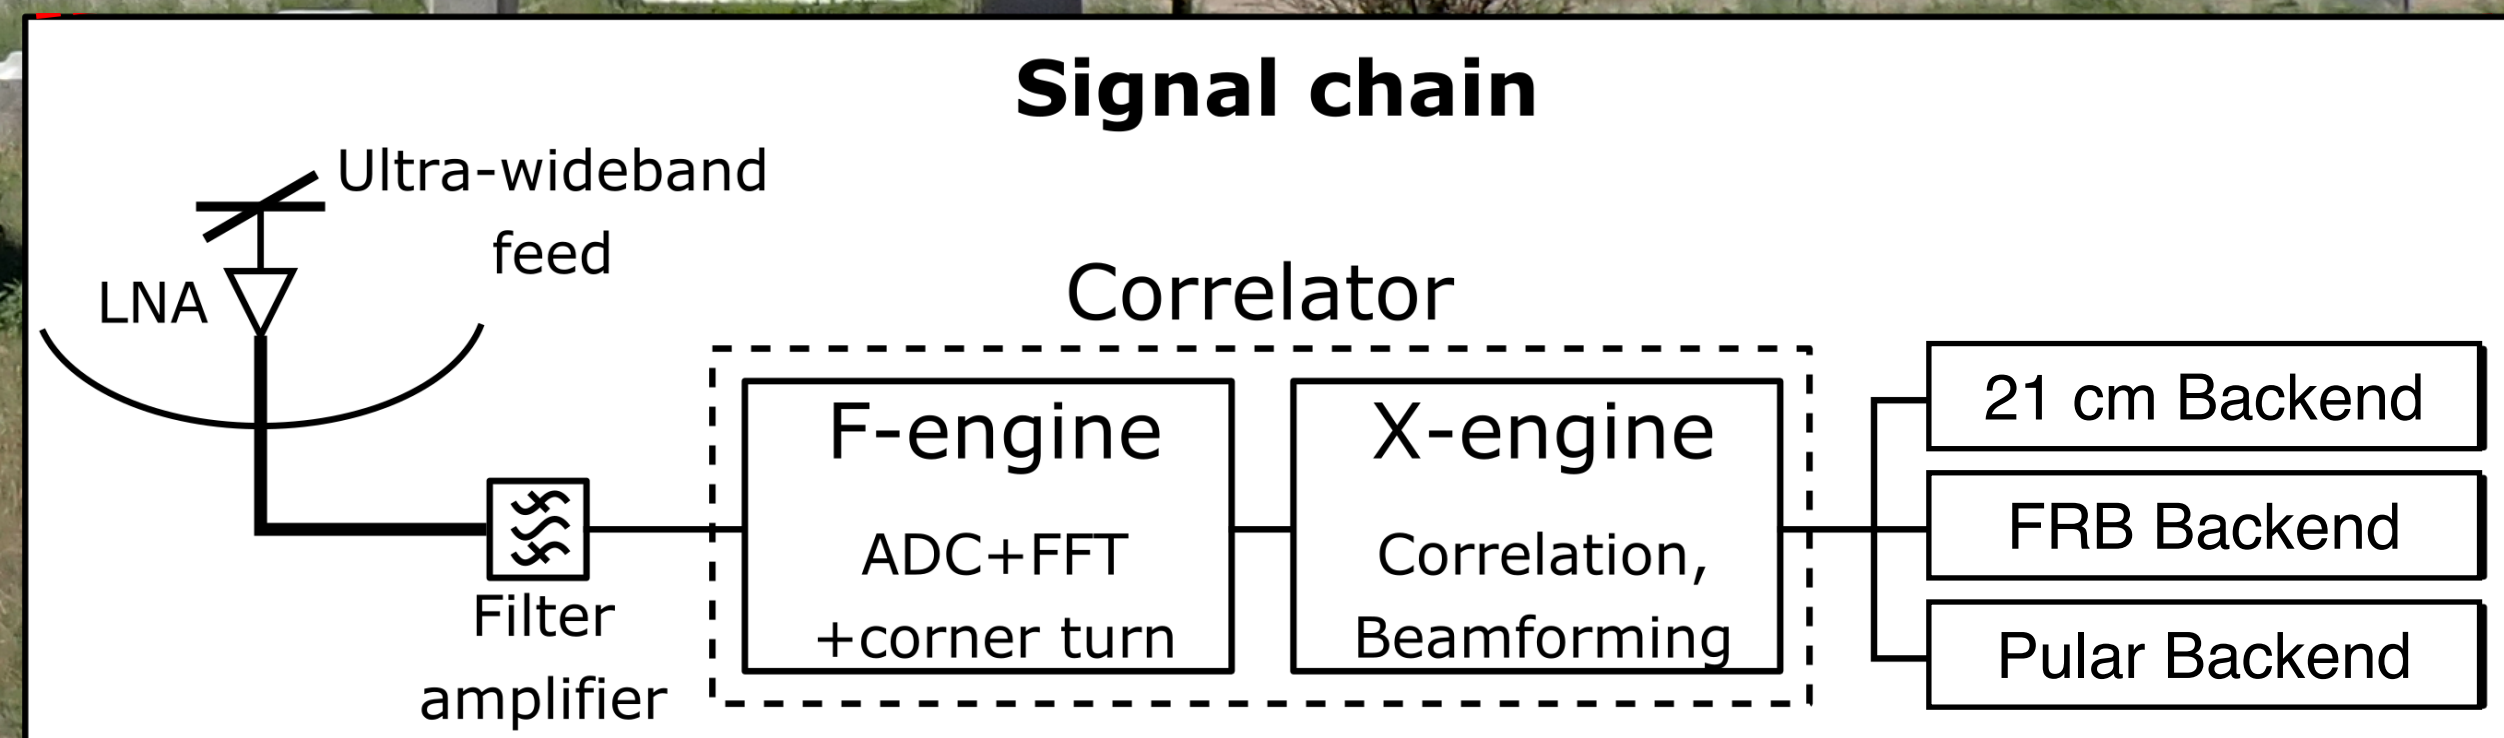 Signal chain
Ultra-wideband
feed
LNA
Filter
amplifier
Correlator
F-engine
ADC+FFT
+corner turn
X-engine
Correlation,
Beamforming
21 cm Backend
FRB Backend
Pular Backend